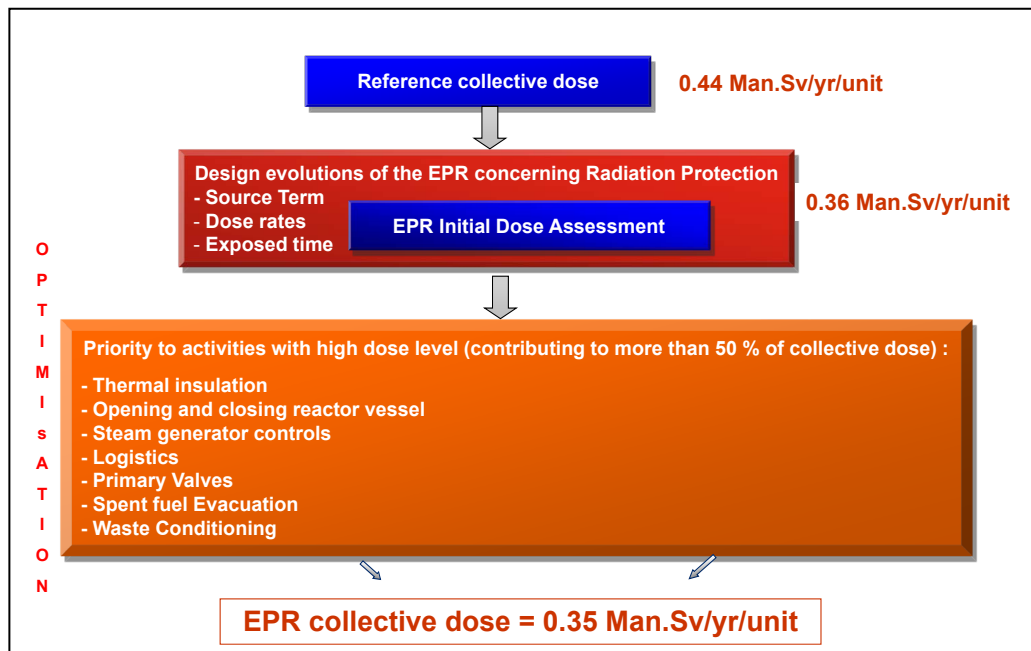 Reference collective dose
0.44 Man.Sv/yr/unit
Design evolutions of the EPR concerning Radiation Protection
- Source Term
- Dose rates
- Exposed time
EPR Initial Dose Assessment
0.36 Man.Sv/yr/unit
O
P
T
I
M
I
s
A
T
I
O
N
Priority to activities with high dose level (contributing to more than 50 % of collective dose) :
- Thermal insulation
- Opening and closing reactor vessel
- Steam generator controls
- Logistics
- Primary Valves
- Spent fuel Evacuation
- Waste Conditioning
EPR collective dose = 0.35 Man.Sv/yr/unit